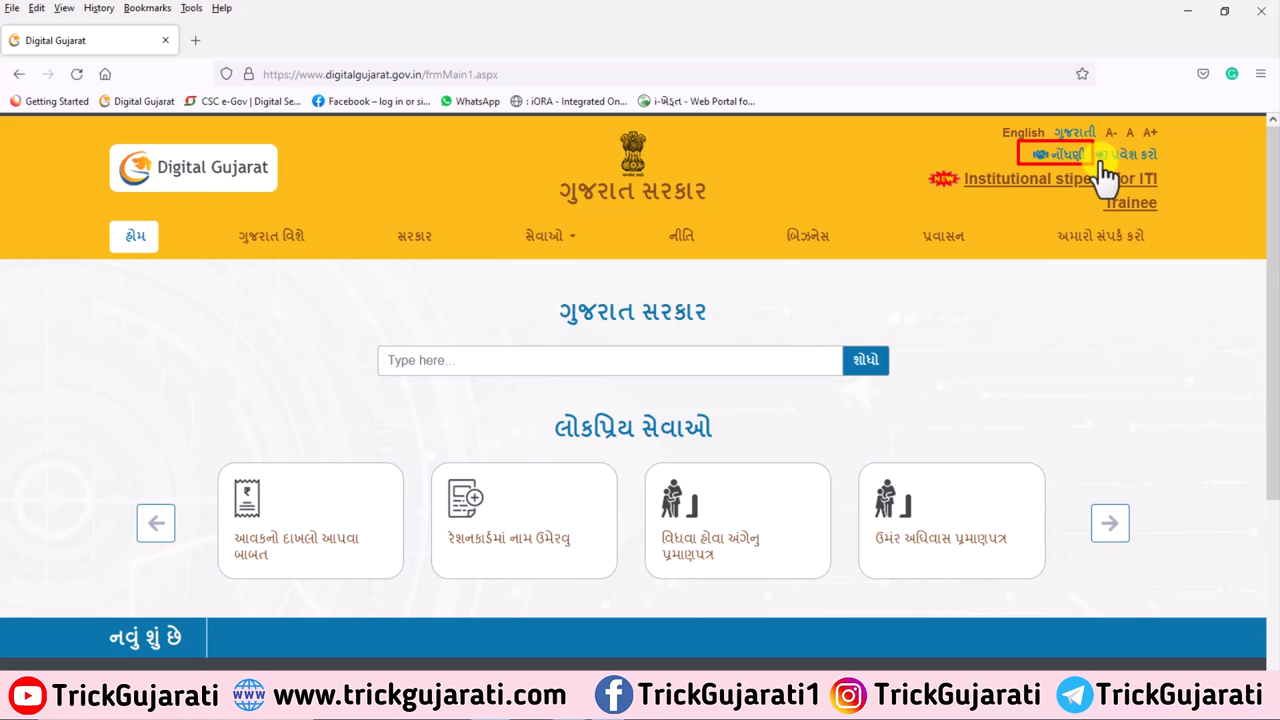 File Edit View History Bookmarks Tools Help
Digital Gujarat
https://www.digitalgujarat.gov.in/frmMain1.aspx
Getting Started Digital Gujarat CSC e-Gov | Digital Se... Facebook – log in or si... WhatsApp : iORA - Integrated On... i-ખેડૂત - Web Portal fo...
English ગુજરાતી A- A A+
નોંધણી પ્રવેશ કરો
Digital Gujarat
ગુજરાત સરકાર
NEW Institutional stipe or ITI
Trainee
હોમ ગુજરાત વિશે સરકાર સેવાઓ નીતિ બિઝનેસ પ્રવાસન અમારો સંપર્ક કરો
ગુજરાત સરકાર
Type here... શોધો
લોકપ્રિય સેવાઓ
આવકનો દાખલો આપવા
બાબત
રેશનકાર્ડમાં નામ ઉમેરવુ
વિધવા હોવા અંગેનુ
પ્રમાણપત્ર
ઉમંર અધિવાસ પ્રમાણપત્ર
નવું શું છે
TrickGujarati www.trickgujarati.com TrickGujarati1 TrickGujarati TrickGujarati